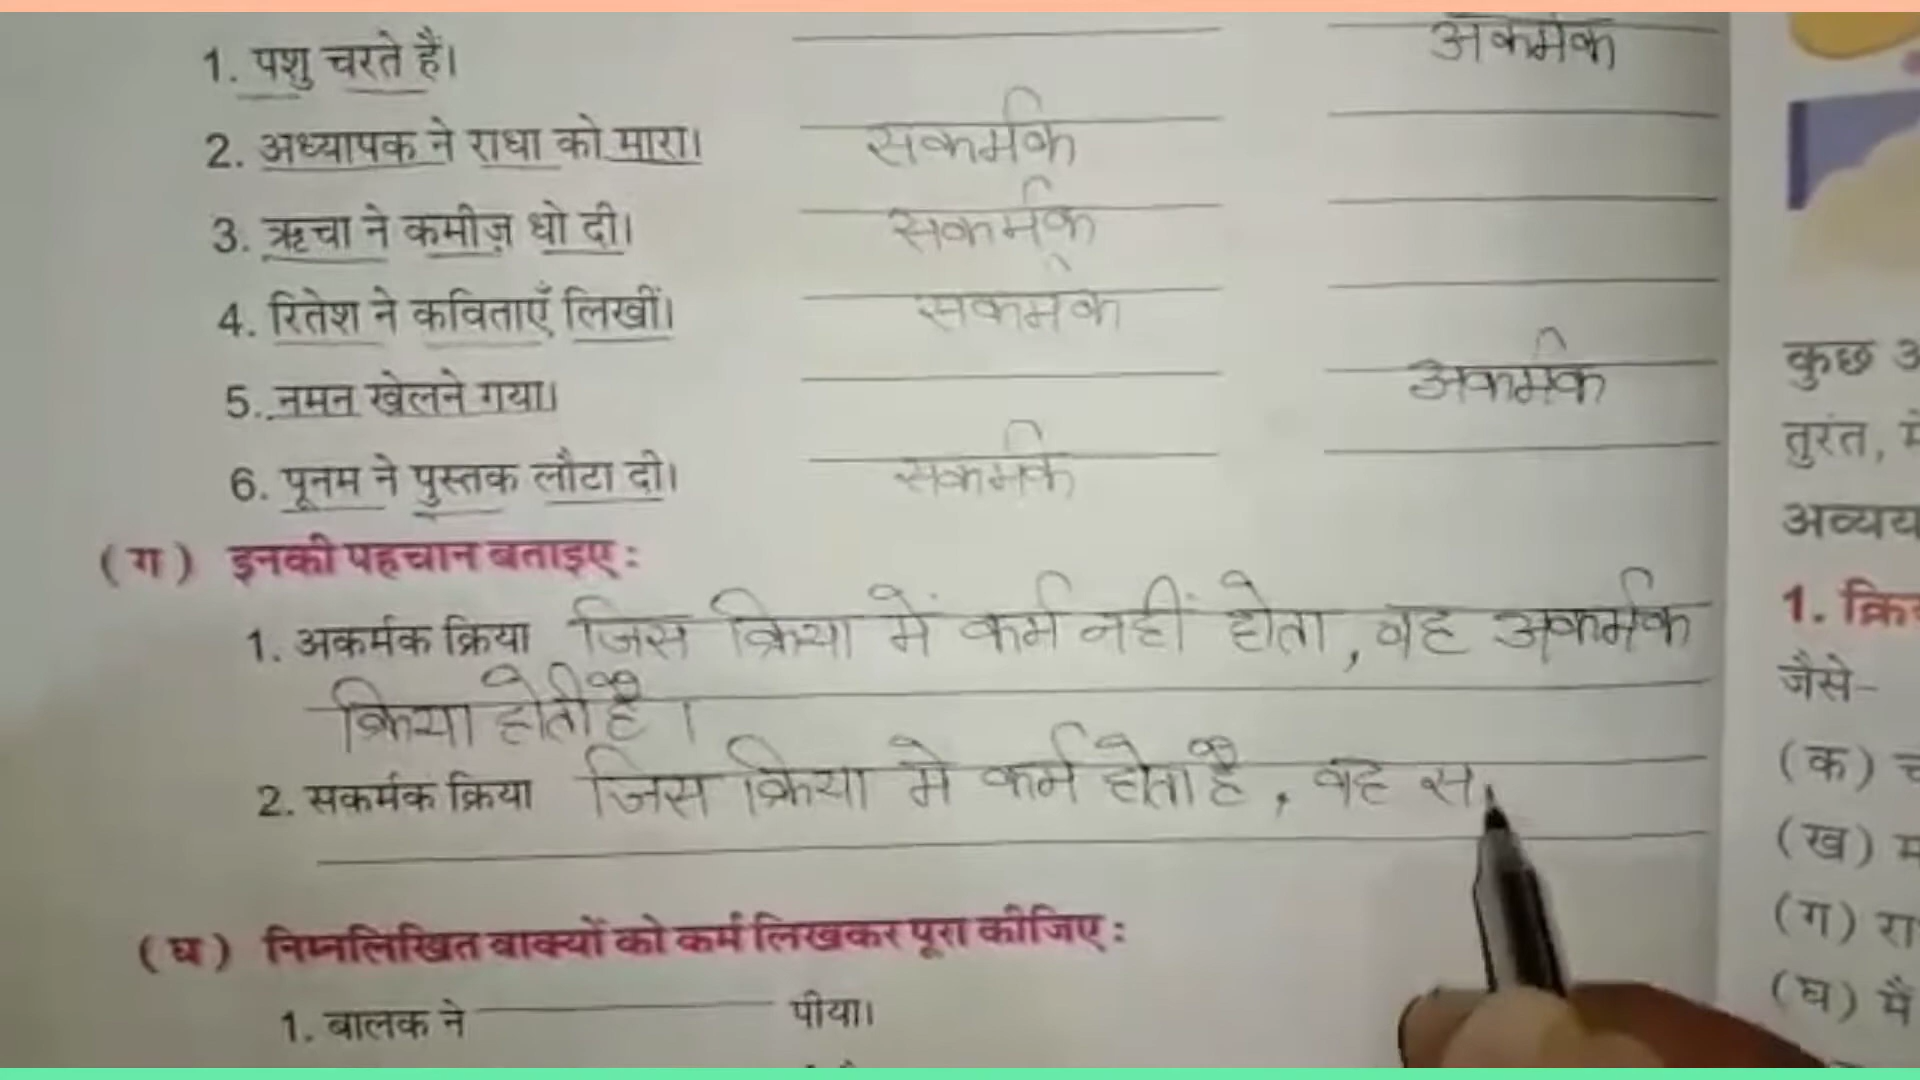 1. पशु चरते हैं। अकर्मक
2. अध्यापक ने राधा को मारा। सकर्मक
3. ऋचा ने कमीज़ धो दी। सकर्मक
4. रितेश ने कविताएँ लिखीं। सकर्मक
5. नमन खेलने गया। अकर्मक
6. पूनम ने पुस्तक लौटा दी। सकर्मक
(ग) इनकी पहचान बताइए :
1. अकर्मक क्रिया जिस क्रिया में कर्म नहीं होता, वह अकर्मक
क्रिया होती है।
2. सकर्मक क्रिया जिस क्रिया मे कर्म होता है, वह स
(घ) निम्नलिखित वाक्यों को कर्म लिखकर पूरा कीजिए :
1. बालक ने __________ पीया।
कुछ
तुरंत,
अव्यय
1.
जैसे-
(क)
(ख)
(ग) रा
(घ) मैं